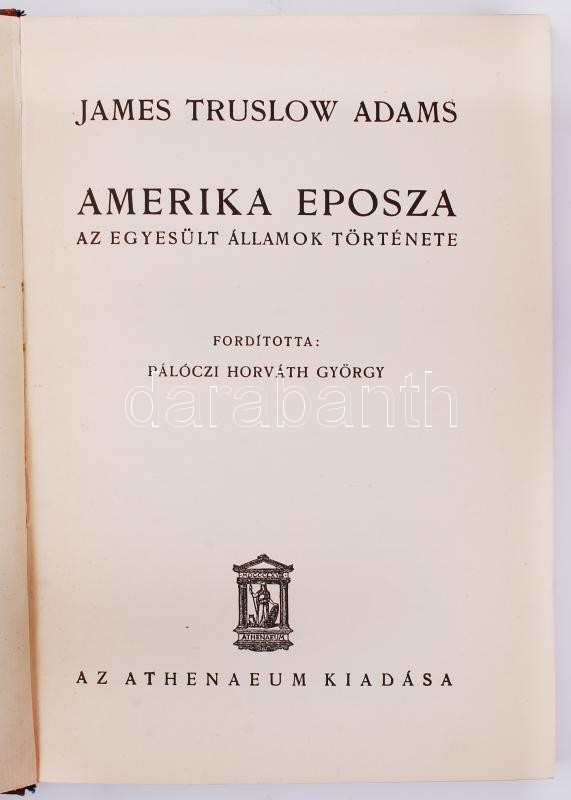 JAMES TRUSLOW ADAMS
AMERIKA EPOSZA
AZ EGYESÜLT ÁLLAMOK TÖRTÉNETE
FORDÍTOTTA:
PÁLÓCZI HORVÁTH GYÖRGY
darabanth
ATHENAEUM
AZ ATHENAEUM KIADÁSA